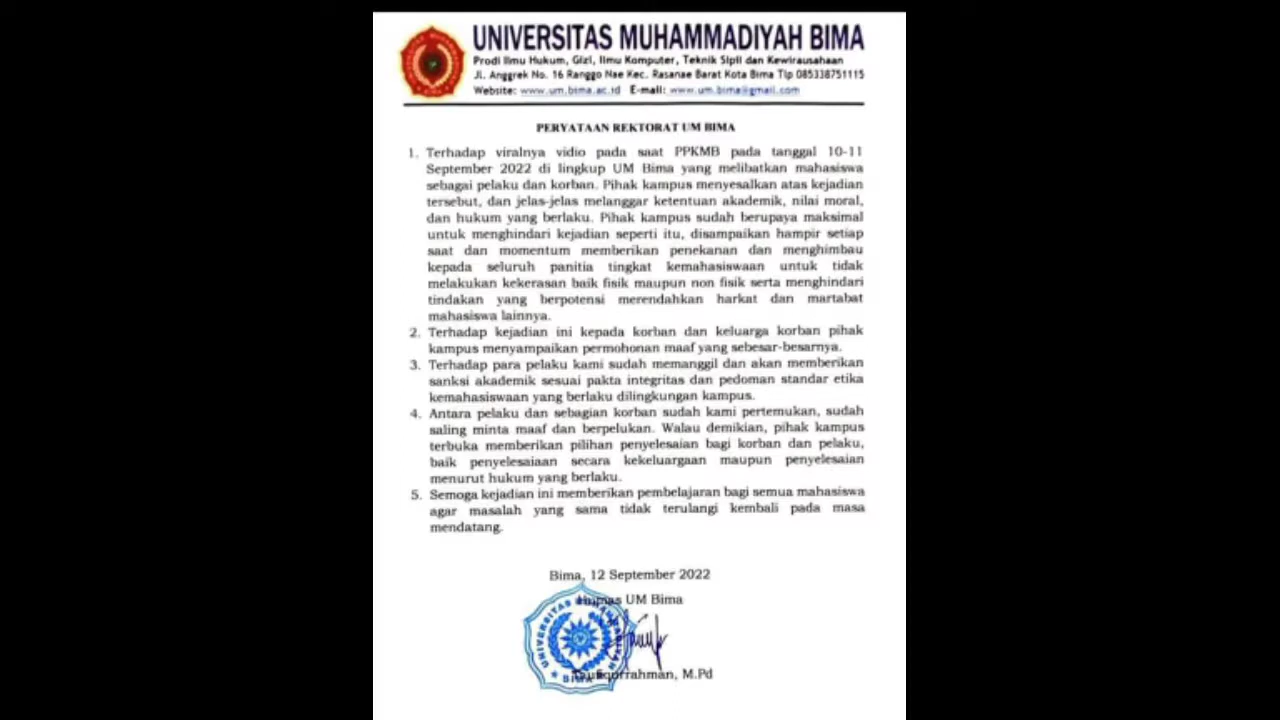 UNIVERSITAS MUHAMMADIYAH BIMA
Prodi Ilmu Hukum, Gizi, Ilmu Komputer, Teknik Sipil dan Kewirausahaan
Jl. Anggrek No. 16 Ranggo Nae Kec. Rasanae Barat Kota Bima Tlp 085338751115
Website: www.um.bima.ac.id E-mail: www.um.bima@gmail.com
PERYATAAN REKTORAT UM BIMA
1. Terhadap viralnya vidio pada saat PPKMB pada tanggal 10-11
September 2022 di lingkup UM Bima yang melibatkan mahasiswa
sebagai pelaku dan korban. Pihak kampus menyesalkan atas kejadian
tersebut, dan jelas-jelas melanggar ketentuan akademik, nilai moral,
dan hukum yang berlaku. Pihak kampus sudah berupaya maksimal
untuk menghindari kejadian seperti itu, disampaikan hampir setiap
saat dan momentum memberikan penekanan dan menghimbau
kepada seluruh panitia tingkat kemahasiswaan untuk tidak
melakukan kekerasan baik fisik maupun non fisik serta menghindari
tindakan yang berpotensi merendahkan harkat dan martabat
mahasiswa lainnya.
2. Terhadap kejadian ini kepada korban dan keluarga korban pihak
kampus menyampaikan permohonan maaf yang sebesar-besarnya.
3. Terhadap para pelaku kami sudah memanggil dan akan memberikan
sanksi akademik sesuai pakta integritas dan pedoman standar etika
kemahasiswaan yang berlaku dilingkungan kampus.
4. Antara pelaku dan sebagian korban sudah kami pertemukan, sudah
saling minta maaf dan berpelukan. Walau demikian, pihak kampus
terbuka memberikan pilihan penyelesaian bagi korban dan pelaku,
baik penyelesaiaan secara kekeluargaan maupun penyelesaian
menurut hukum yang berlaku.
5. Semoga kejadian ini memberikan pembelajaran bagi semua mahasiswa
agar masalah yang sama tidak terulangi kembali pada masa
mendatang.
Bima, 12 September 2022
Humas UM Bima
UNIVERSITAS MUHAMMADIYAH
BIMA
Taufiqurrahman, M.Pd